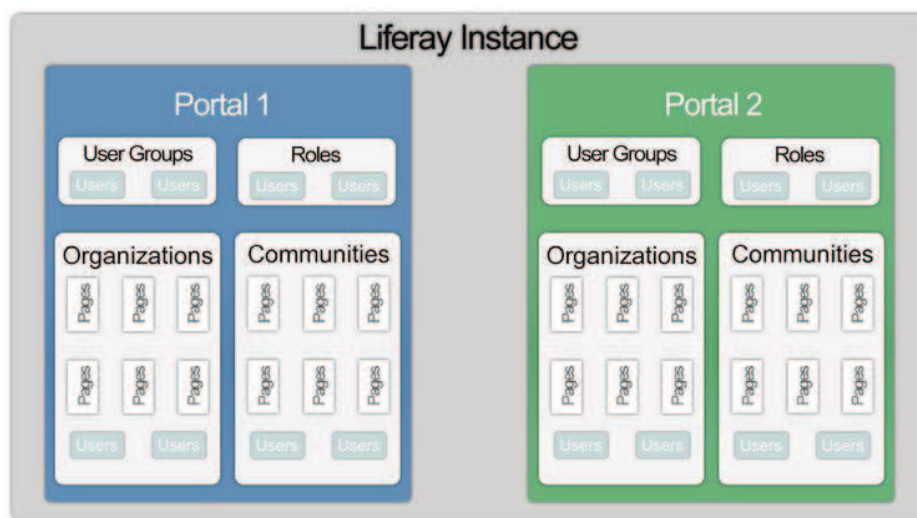 Liferay Instance
Portal 1
User Groups
Users Users
Roles
Users Users
Organizations
Pages Pages Pages
Pages Pages Pages
Users Users
Communities
Pages Pages Pages
Pages Pages Pages
Users Users
Portal 2
User Groups
Users Users
Roles
Users Users
Organizations
Pages Pages Pages
Pages Pages Pages
Users Users
Communities
Pages Pages Pages
Pages Pages Pages
Users Users